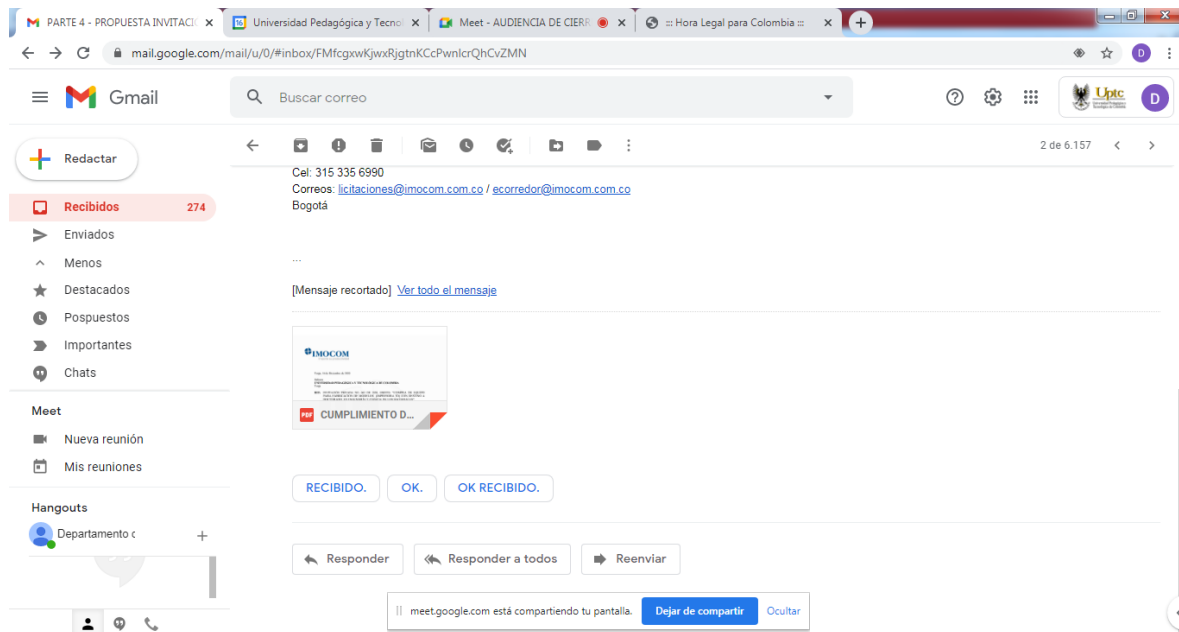 PARTE 4 - PROPUESTA INVITACI
Universidad Pedagógica y Tecnol
Meet - AUDIENCIA DE CIERR
::: Hora Legal para Colombia :::
mail.google.com/mail/u/0/#inbox/FMfcgxwKjwxRjgtnKCcPwnlcrQhCvZMN
D
Gmail
Buscar correo
Uptc
D
Redactar
2 de 6.157
Cel: 315 335 6990
Correos: licitaciones@imocom.com.co / ecorredor@imocom.com.co
Bogotá
Recibidos 274
Enviados
Menos
Destacados
Pospuestos
Importantes
Chats
...
[Mensaje recortado] Ver todo el mensaje
IMOCOM
PDF CUMPLIMIENTO D...
Meet
Nueva reunión
Mis reuniones
RECIBIDO. OK. OK RECIBIDO.
Hangouts
Departamento c
Responder Responder a todos Reenviar
meet.google.com está compartiendo tu pantalla. Dejar de compartir Ocultar